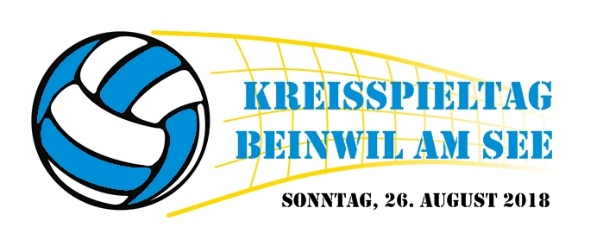 KREISSPIELTAG
BEINWIL AM SEE
SONNTAG, 26. AUGUST 2018